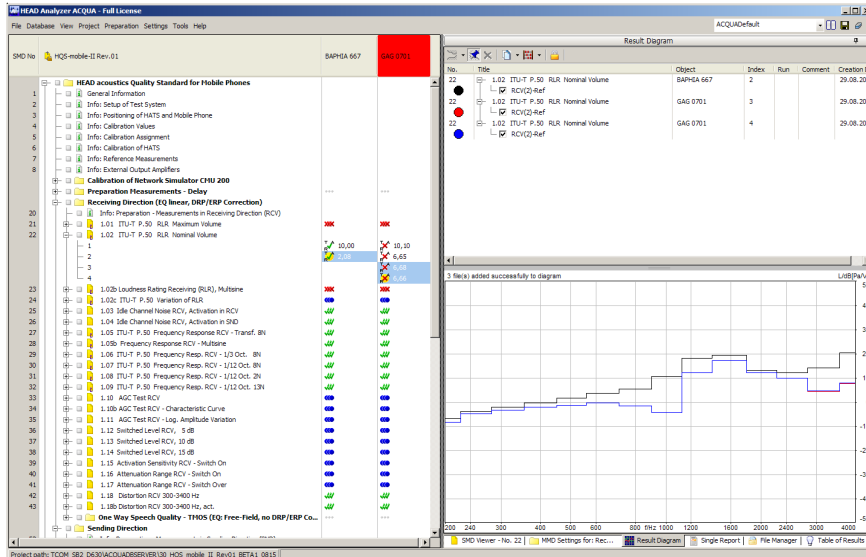 HEAD Analyzer ACQUA - Full License
File Database View Project Preparation Settings Tools Help
ACQUADefault
SMD No HQS-mobile-II Rev.01 BAPHIA 667 GAG 0701
HEAD acoustics Quality Standard for Mobile Phones
1 General Information
2 Info: Setup of Test System
3 Info: Positioning of HATS and Mobile Phone
4 Info: Calibration Values
5 Info: Calibration Assignment
6 Info: Calibration of HATS
7 Info: Reference Measurements
8 Info: External Output Amplifiers
Calibration of Network Simulator CMU 200
Preparation Measurements - Delay
Receiving Direction (EQ linear, DRP/ERP Correction)
20 Info: Preparation - Measurements in Receiving Direction (RCV)
21 1.01 ITU-T P.50 RLR Maximum Volume
22 1.02 ITU-T P.50 RLR Nominal Volume
1 10,00 10,10
2 2,08 6,65
3 6,68
4 6,66
23 1.02b Loudness Rating Receiving (RLR), Multisine
24 1.02c ITU-T P.50 Variation of RLR
25 1.03 Idle Channel Noise RCV, Activation in RCV
26 1.04 Idle Channel Noise RCV, Activation in SND
27 1.05 ITU-T P.50 Frequency Response RCV - Transf. 8N
28 1.05b Frequency Response RCV - Multisine
29 1.06 ITU-T P.50 Frequency Resp. RCV - 1/3 Oct. 8N
30 1.07 ITU-T P.50 Frequency Resp. RCV - 1/12 Oct. 8N
31 1.08 ITU-T P.50 Frequency Resp. RCV - 1/12 Oct. 2N
32 1.09 ITU-T P.50 Frequency Resp. RCV - 1/12 Oct. 13N
33 1.10 AGC Test RCV
34 1.10b AGC Test RCV - Characteristic Curve
35 1.11 AGC Test RCV - Log. Amplitude Variation
36 1.12 Switched Level RCV, 5 dB
37 1.13 Switched Level RCV, 10 dB
38 1.14 Switched Level RCV, 15 dB
39 1.15 Activation Sensitivity RCV - Switch On
40 1.16 Attenuation Range RCV - Switch On
41 1.17 Attenuation Range RCV - Switch Over
42 1.18 Distortion RCV 300-3400 Hz
43 1.18b Distortion RCV 300-3400 Hz, act.
One Way Speech Quality - TMOS (EQ: Free-Field, no DRP/ERP Co...
Sending Direction
Result Diagram
No. Title Object Index Run Comment Creation
22 1.02 ITU-T P.50 RLR Nominal Volume BAPHIA 667 2 29.08.20
RCV(2)-Ref
22 1.02 ITU-T P.50 RLR Nominal Volume GAG 0701 3 29.08.20
RCV(2)-Ref
22 1.02 ITU-T P.50 RLR Nominal Volume GAG 0701 4 29.08.20
RCV(2)-Ref
3 file(s) added successfully to diagram L/dB[Pa/V
200 240 300 400 500 600 800 f/Hz 1000 1200 1600 2000 2400 3000 4000
SMD Viewer - No. 22 MMD Settings for: Rec... Result Diagram Single Report File Manager Table of Results
Project path: TCOM_SB2_D630\ACQUADBSERVER\30_HQS_mobile_II_Rev01_BETA1_0815